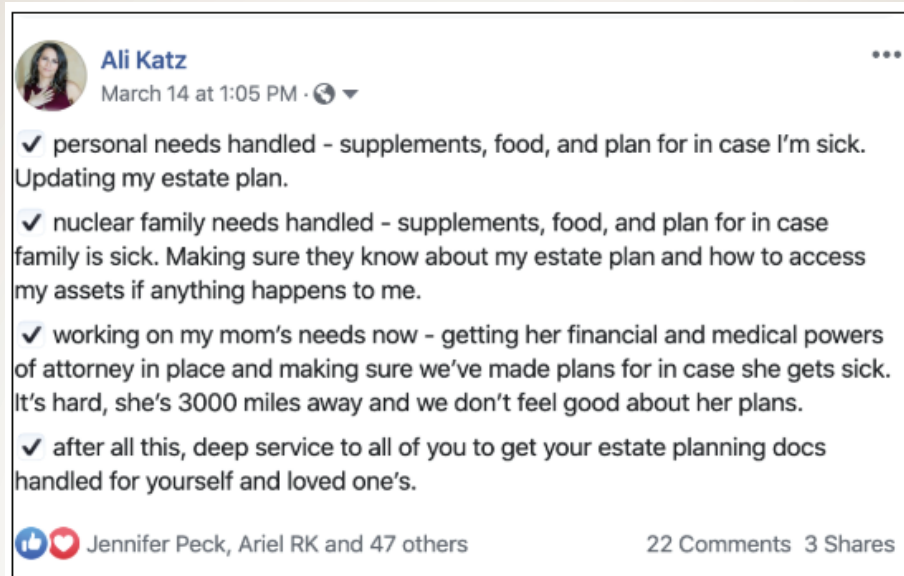 Ali Katz
March 14 at 1:05 PM ·
✓ personal needs handled - supplements, food, and plan for in case I'm sick.
Updating my estate plan.
✓ nuclear family needs handled - supplements, food, and plan for in case
family is sick. Making sure they know about my estate plan and how to access
my assets if anything happens to me.
✓ working on my mom's needs now - getting her financial and medical powers
of attorney in place and making sure we've made plans for in case she gets sick.
It's hard, she's 3000 miles away and we don't feel good about her plans.
✓ after all this, deep service to all of you to get your estate planning docs
handled for yourself and loved one's.
Jennifer Peck, Ariel RK and 47 others 22 Comments 3 Shares